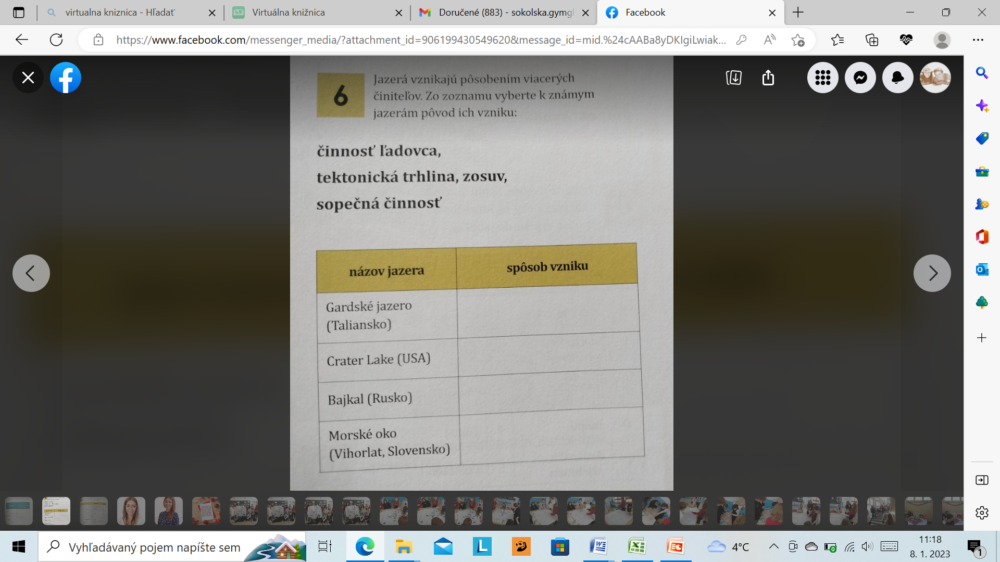 virtualna kniznica - Hľadať
Virtuálna knižnica
Doručené (883) - sokolska.gymgl
Facebook
https://www.facebook.com/messenger_media/?attachment_id=906199430549620&message_id=mid.%24cAABa8yDKIgiLwiak...
6
Jazerá vznikajú pôsobením viacerých
činiteľov. Zo zoznamu vyberte k známym
jazerám pôvod ich vzniku:
činnosť ľadovca,
tektonická trhlina, zosuv,
sopečná činnosť
názov jazera
spôsob vzniku
Gardské jazero
(Taliansko)
Crater Lake (USA)
Bajkal (Rusko)
Morské oko
(Vihorlat, Slovensko)
Vyhľadávaný pojem napíšte sem
4°C
11:18
8. 1. 2023
1